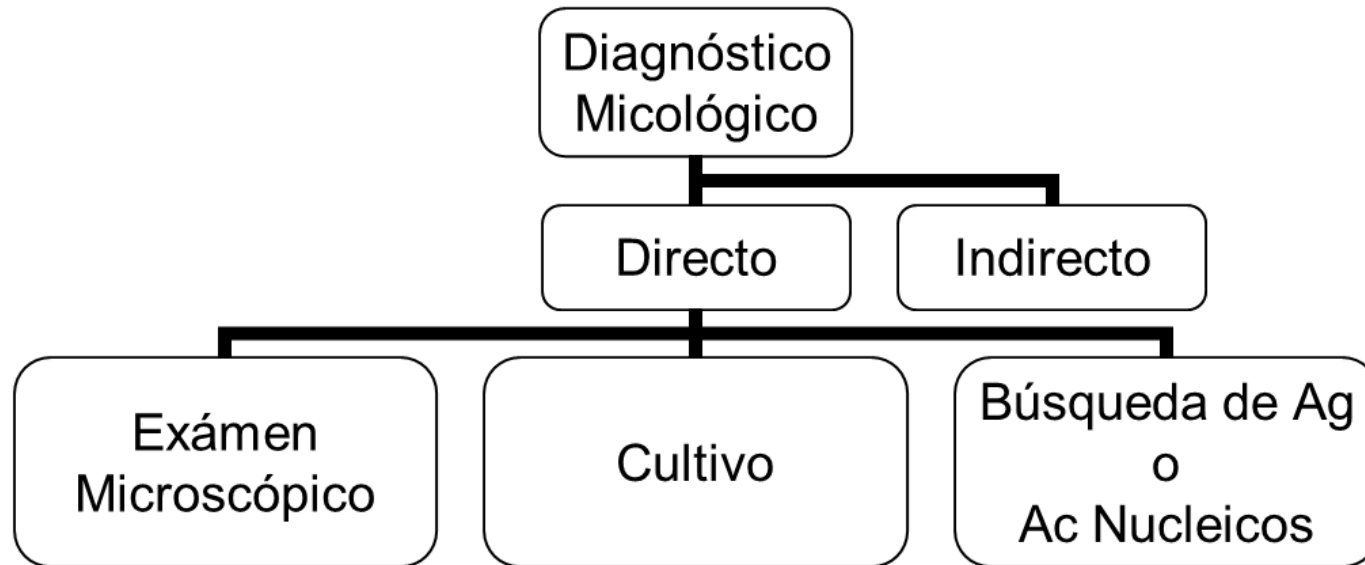 Diagnóstico
Micológico
Directo
Indirecto
Exámen
Microscópico
Cultivo
Búsqueda de Ag
o
Ac Nucleicos